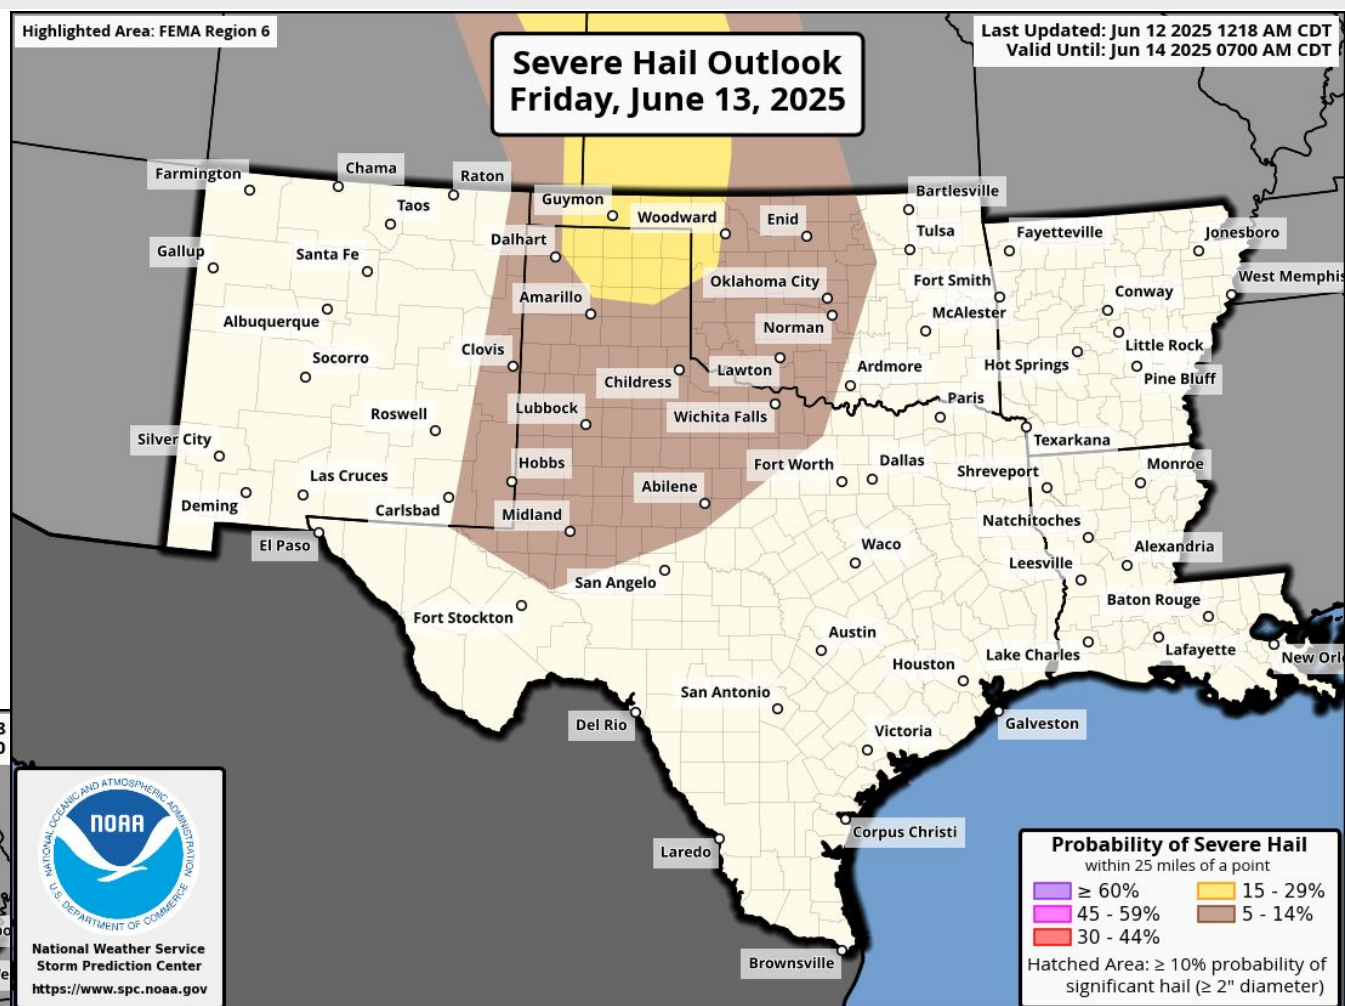 Highlighted Area: FEMA Region 6
Last Updated: Jun 12 2025 1218 AM CDT
Valid Until: Jun 14 2025 0700 AM CDT
Severe Hail Outlook
Friday, June 13, 2025
Farmington
Chama
Raton
Taos
Guymon
Woodward
Enid
Bartlesville
Tulsa
Fayetteville
Jonesboro
Gallup
Santa Fe
Dalhart
Oklahoma City
Fort Smith
West Memphis
Amarillo
Conway
Albuquerque
Norman
McAlester
Little Rock
Socorro
Clovis
Childress
Lawton
Ardmore
Hot Springs
Pine Bluff
Roswell
Lubbock
Wichita Falls
Paris
Silver City
Texarkana
Las Cruces
Hobbs
Fort Worth
Dallas
Shreveport
Monroe
Deming
Carlsbad
Midland
Abilene
Natchitoches
El Paso
Waco
Alexandria
San Angelo
Leesville
Fort Stockton
Baton Rouge
Austin
Houston
Lake Charles
Lafayette
New Orl
San Antonio
Del Rio
Victoria
Galveston
Corpus Christi
Laredo
Brownsville
NATIONAL OCEANIC AND ATMOSPHERIC ADMINISTRATION
NOAA
U.S. DEPARTMENT OF COMMERCE
National Weather Service
Storm Prediction Center
https://www.spc.noaa.gov
Probability of Severe Hail
within 25 miles of a point
≥ 60% 15 - 29%
45 - 59% 5 - 14%
30 - 44%
Hatched Area: ≥ 10% probability of
significant hail (≥ 2" diameter)